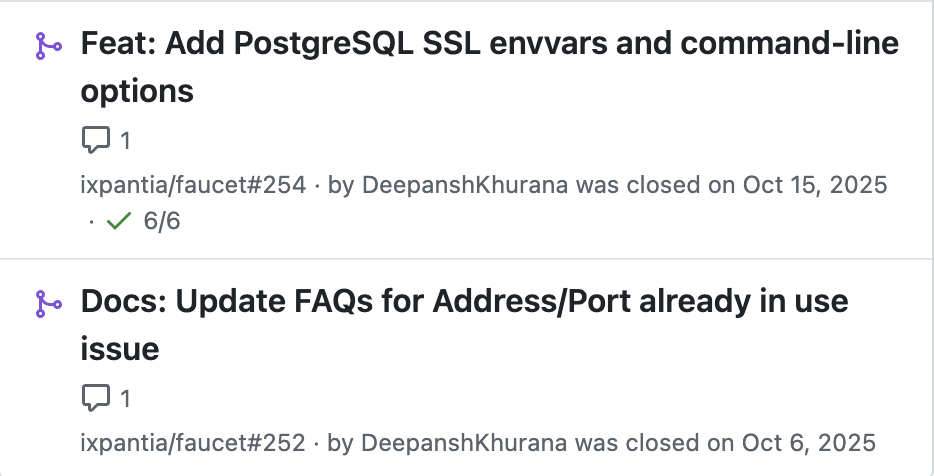 Feat: Add PostgreSQL SSL envvars and command-line
options
1
ixpantia/faucet#254 · by DeepanshKhurana was closed on Oct 15, 2025
· 6/6
Docs: Update FAQs for Address/Port already in use
issue
1
ixpantia/faucet#252 · by DeepanshKhurana was closed on Oct 6, 2025